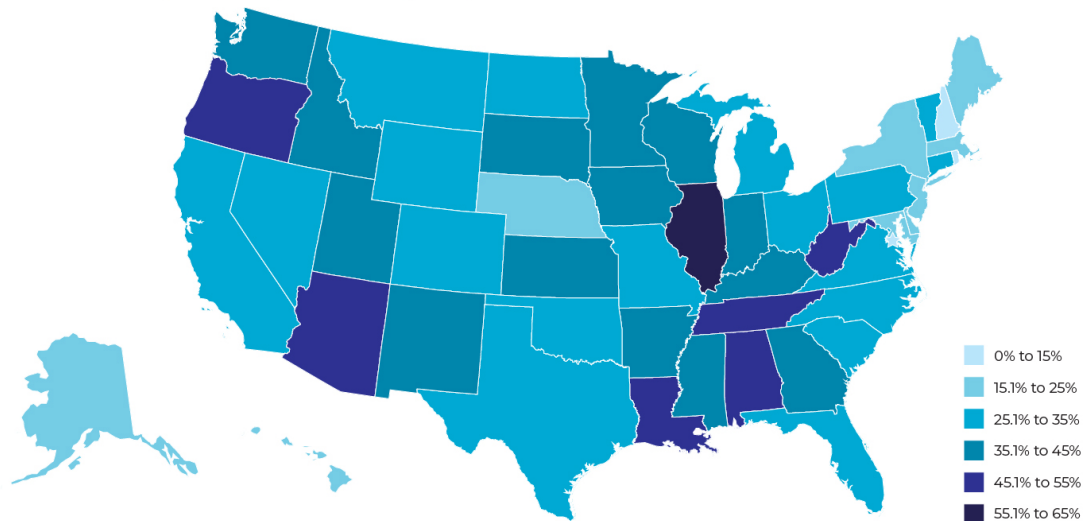 0% to 15%
15.1% to 25%
25.1% to 35%
35.1% to 45%
45.1% to 55%
55.1% to 65%